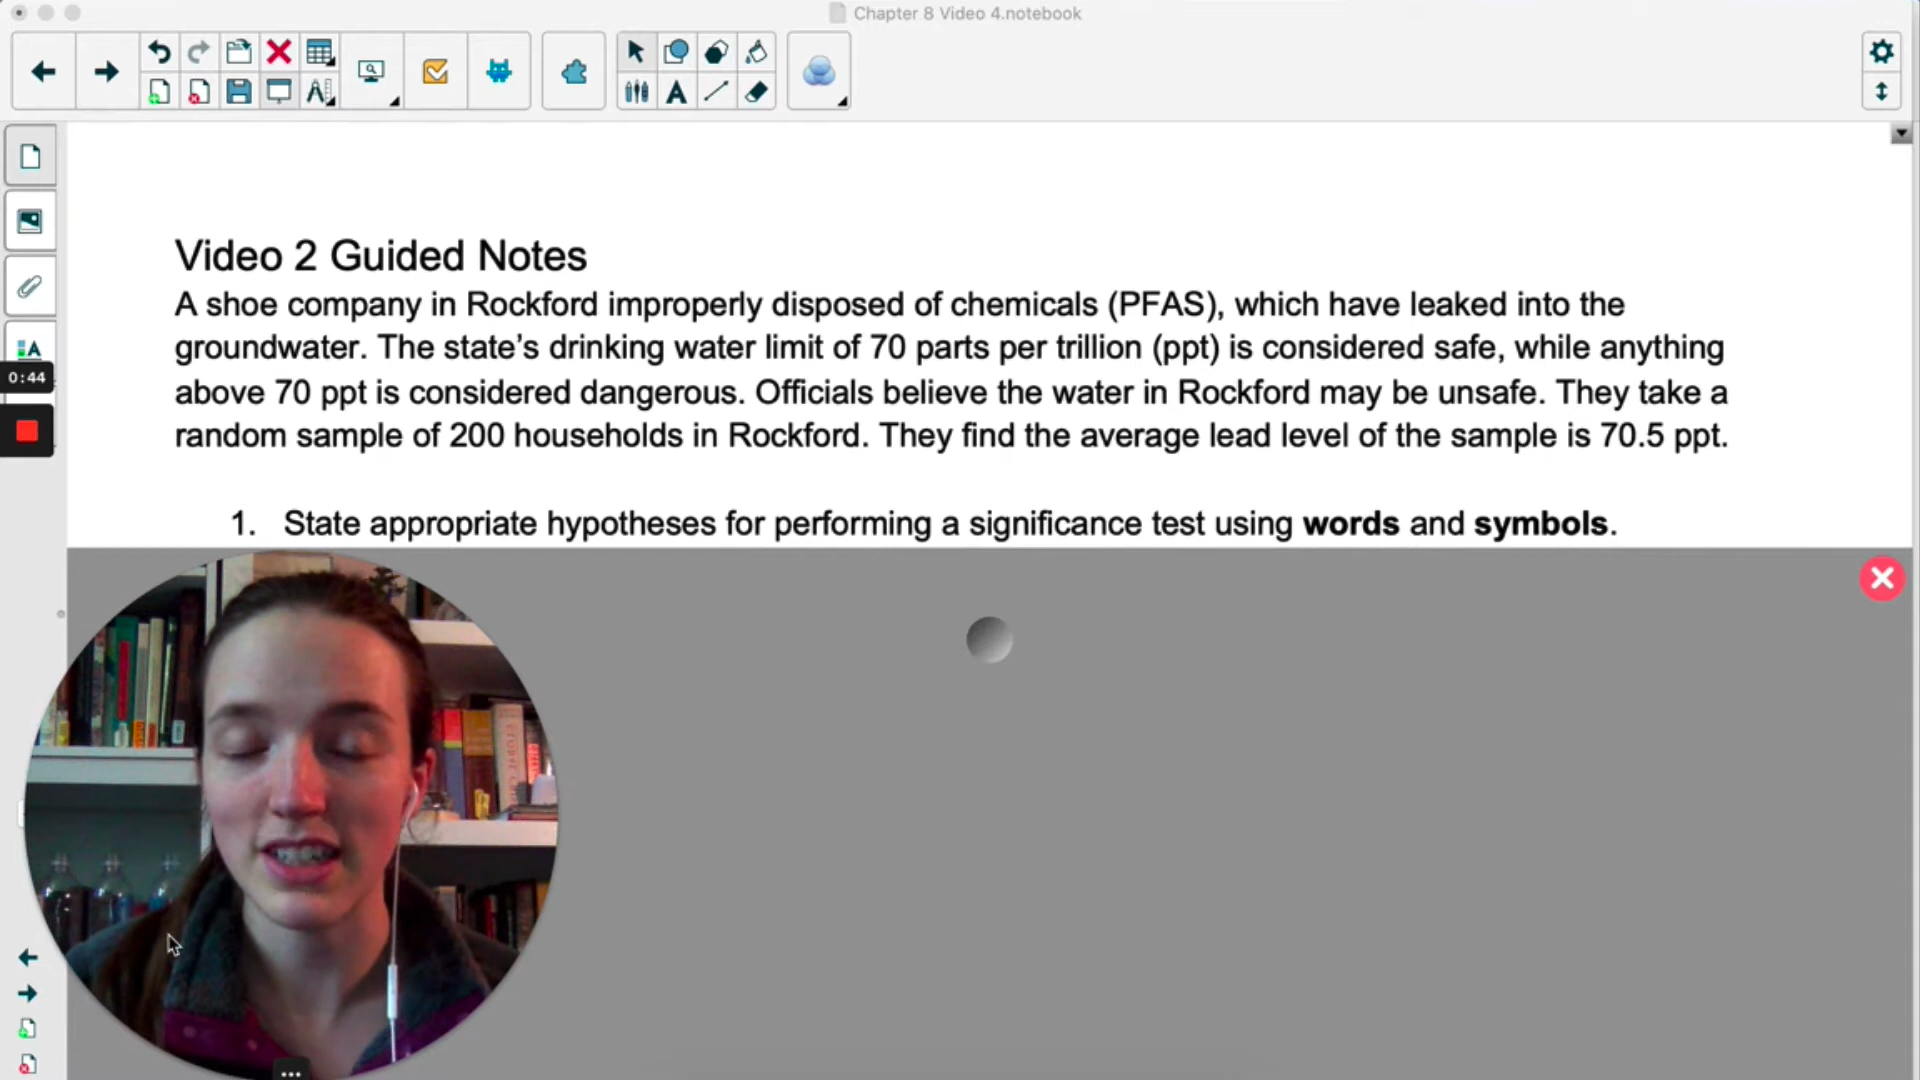 Chapter 8 Video 4.notebook
Video 2 Guided Notes
A shoe company in Rockford improperly disposed of chemicals (PFAS), which have leaked into the
groundwater. The state’s drinking water limit of 70 parts per trillion (ppt) is considered safe, while anything
above 70 ppt is considered dangerous. Officials believe the water in Rockford may be unsafe. They take a
random sample of 200 households in Rockford. They find the average lead level of the sample is 70.5 ppt.
0:44
1. State appropriate hypotheses for performing a significance test using words and symbols.